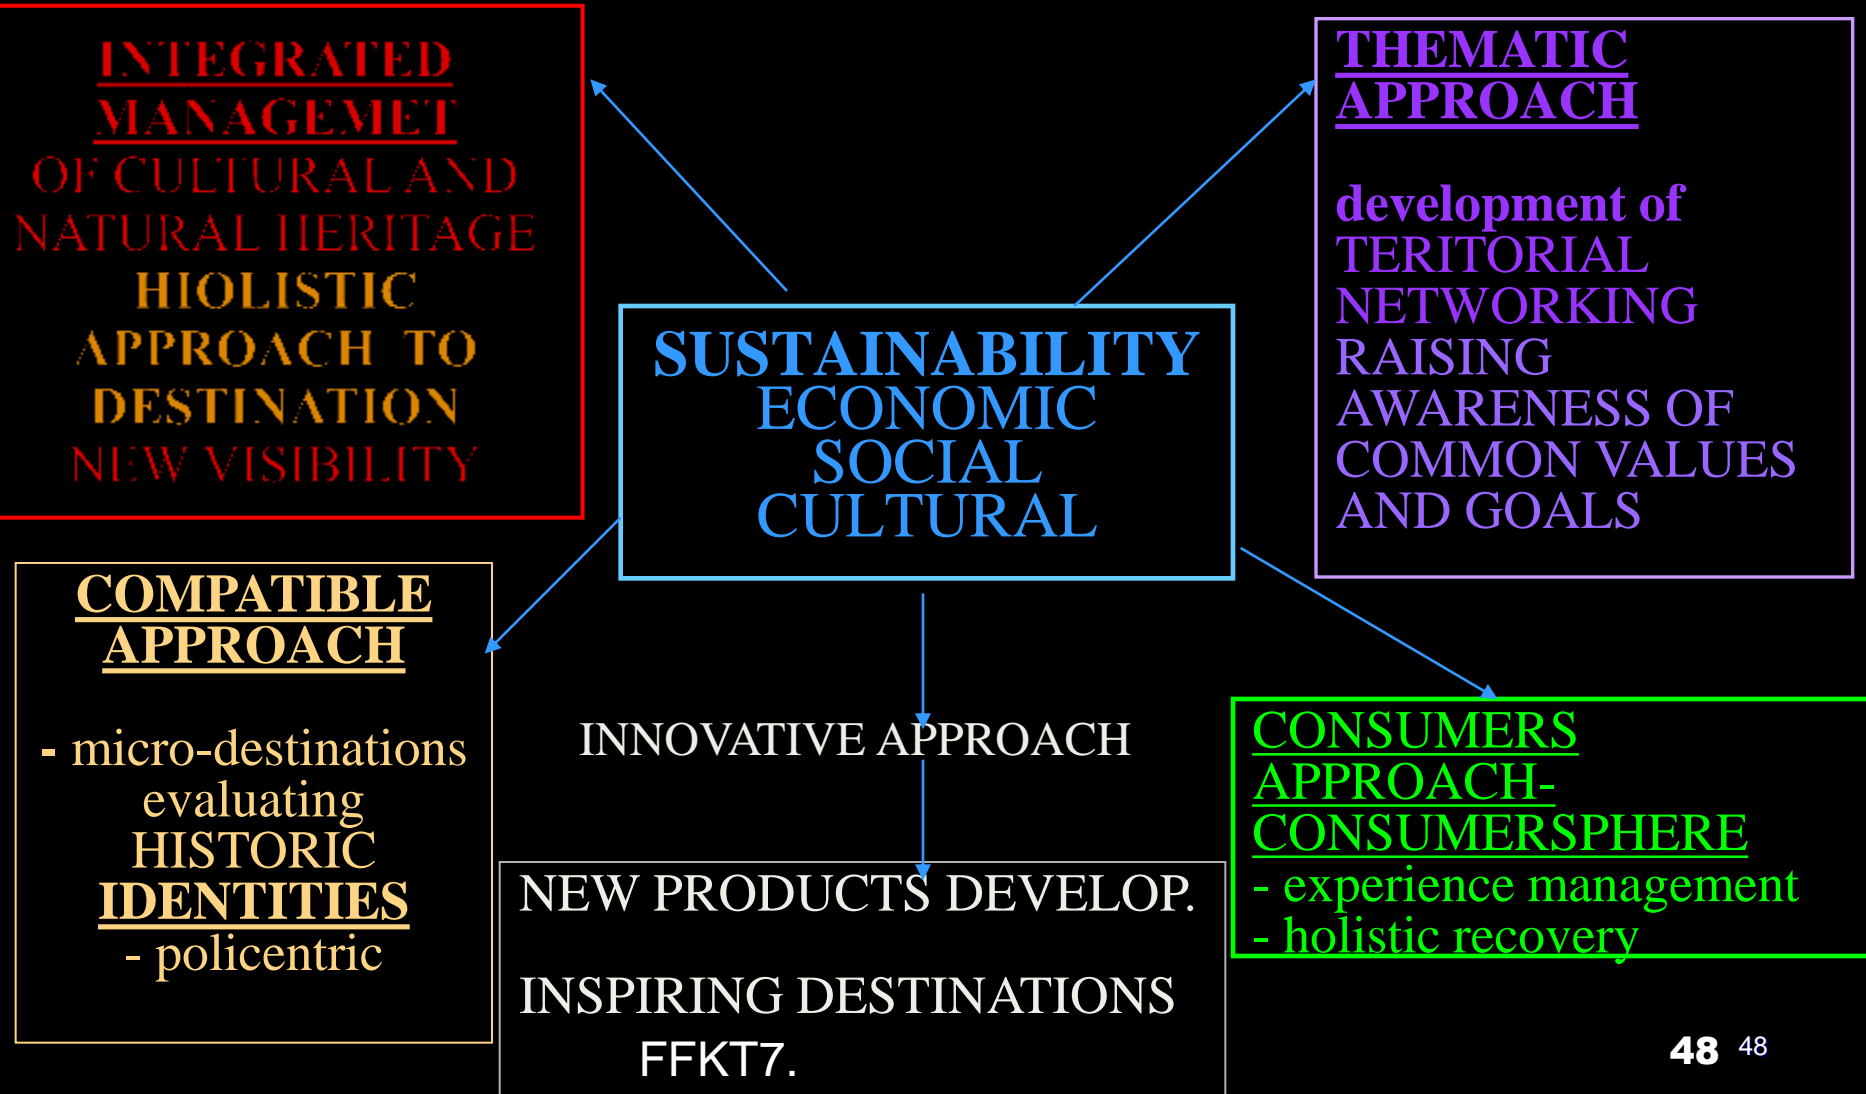 INTEGRATED
MANAGEMET
OF CULTURAL AND
NATURAL HERITAGE
HIOLISTIC
APPROACH TO
DESTINATION
NEW VISIBILITY
THEMATIC
APPROACH
development of
TERITORIAL
NETWORKING
RAISING
AWARENESS OF
COMMON VALUES
AND GOALS
SUSTAINABILITY
ECONOMIC
SOCIAL
CULTURAL
COMPATIBLE
APPROACH
- micro-destinations
evaluating
HISTORIC
IDENTITIES
- policentric
INNOVATIVE APPROACH
NEW PRODUCTS DEVELOP.
INSPIRING DESTINATIONS
FFKT7.
CONSUMERS
APPROACH-
CONSUMERSPHERE
- experience management
- holistic recovery
48 48